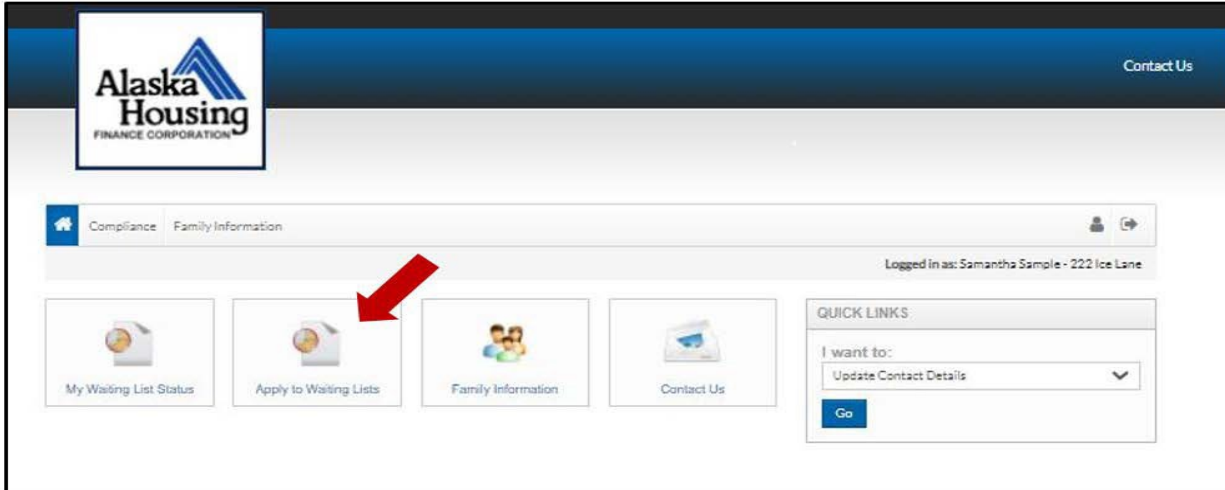 Contact Us
Alaska
Housing
FINANCE CORPORATION
Compliance Family Information
Logged in as: Samantha Sample - 222 Ice Lane
My Waiting List Status
Apply to Waiting Lists
Family Information
Contact Us
QUICK LINKS
I want to:
Update Contact Details
Go